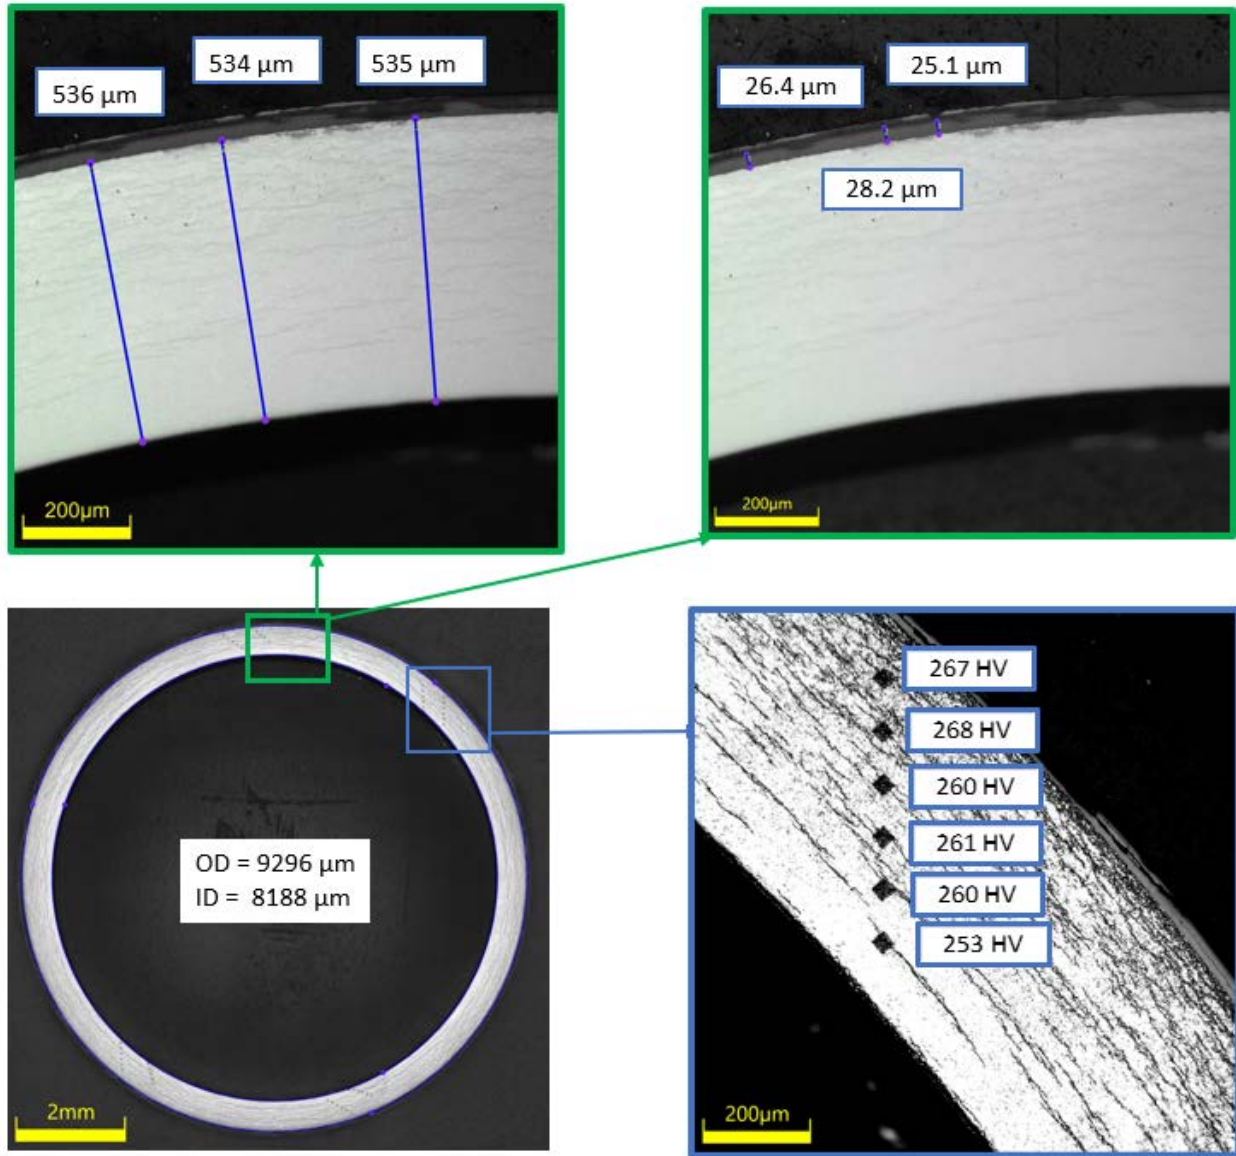 536 µm
534 µm
535 µm
200µm
26.4 µm
25.1 µm
28.2 µm
200µm
OD = 9296 µm
ID = 8188 µm
2mm
267 HV
268 HV
260 HV
261 HV
260 HV
253 HV
200µm